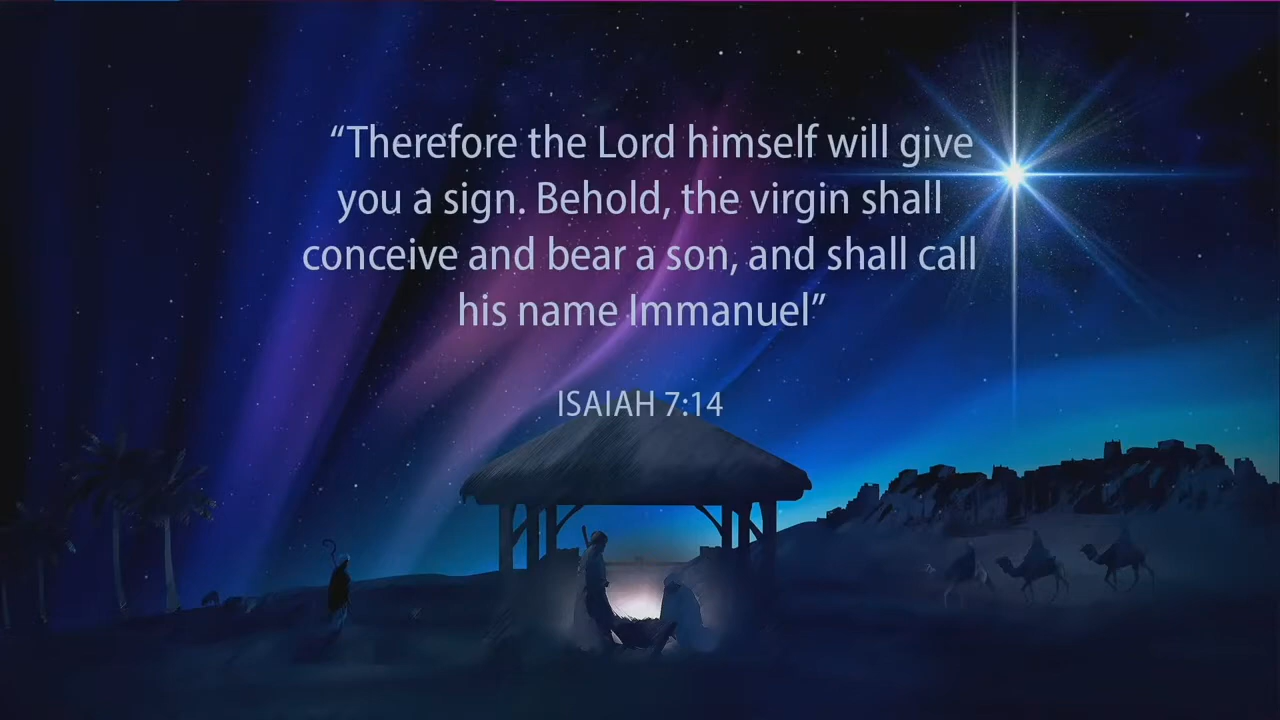 “Therefore the Lord himself will give
you a sign. Behold, the virgin shall
conceive and bear a son, and shall call
his name Immanuel”
ISAIAH 7:14